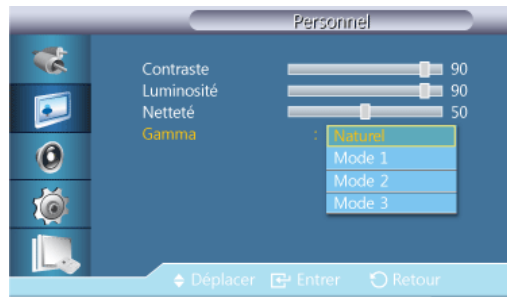 Personnel
Contraste 90
Luminosité 90
Netteté 50
Gamma : Naturel
Mode 1
Mode 2
Mode 3
Déplacer Entrer Retour